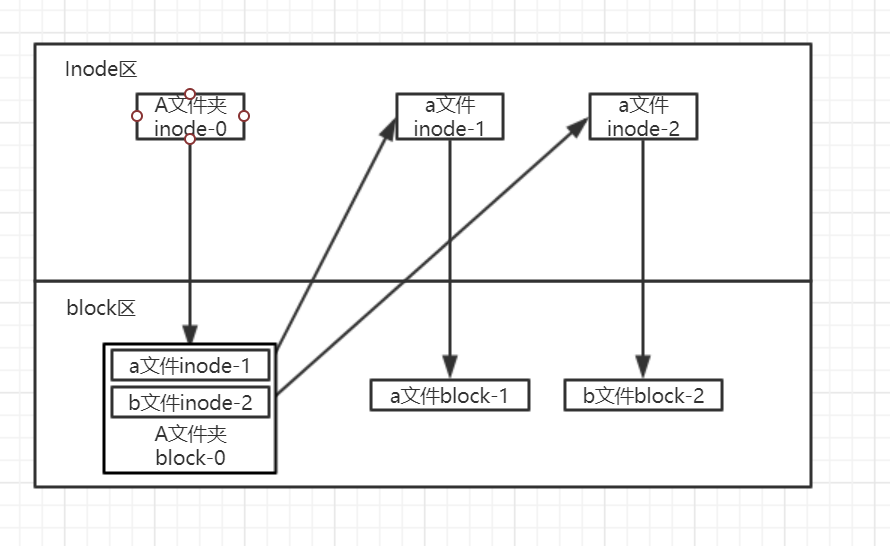 Inode区
A文件夹
inode-0
a文件
inode-1
a文件
inode-2
block区
a文件inode-1
b文件inode-2
A文件夹
block-0
a文件block-1
b文件block-2